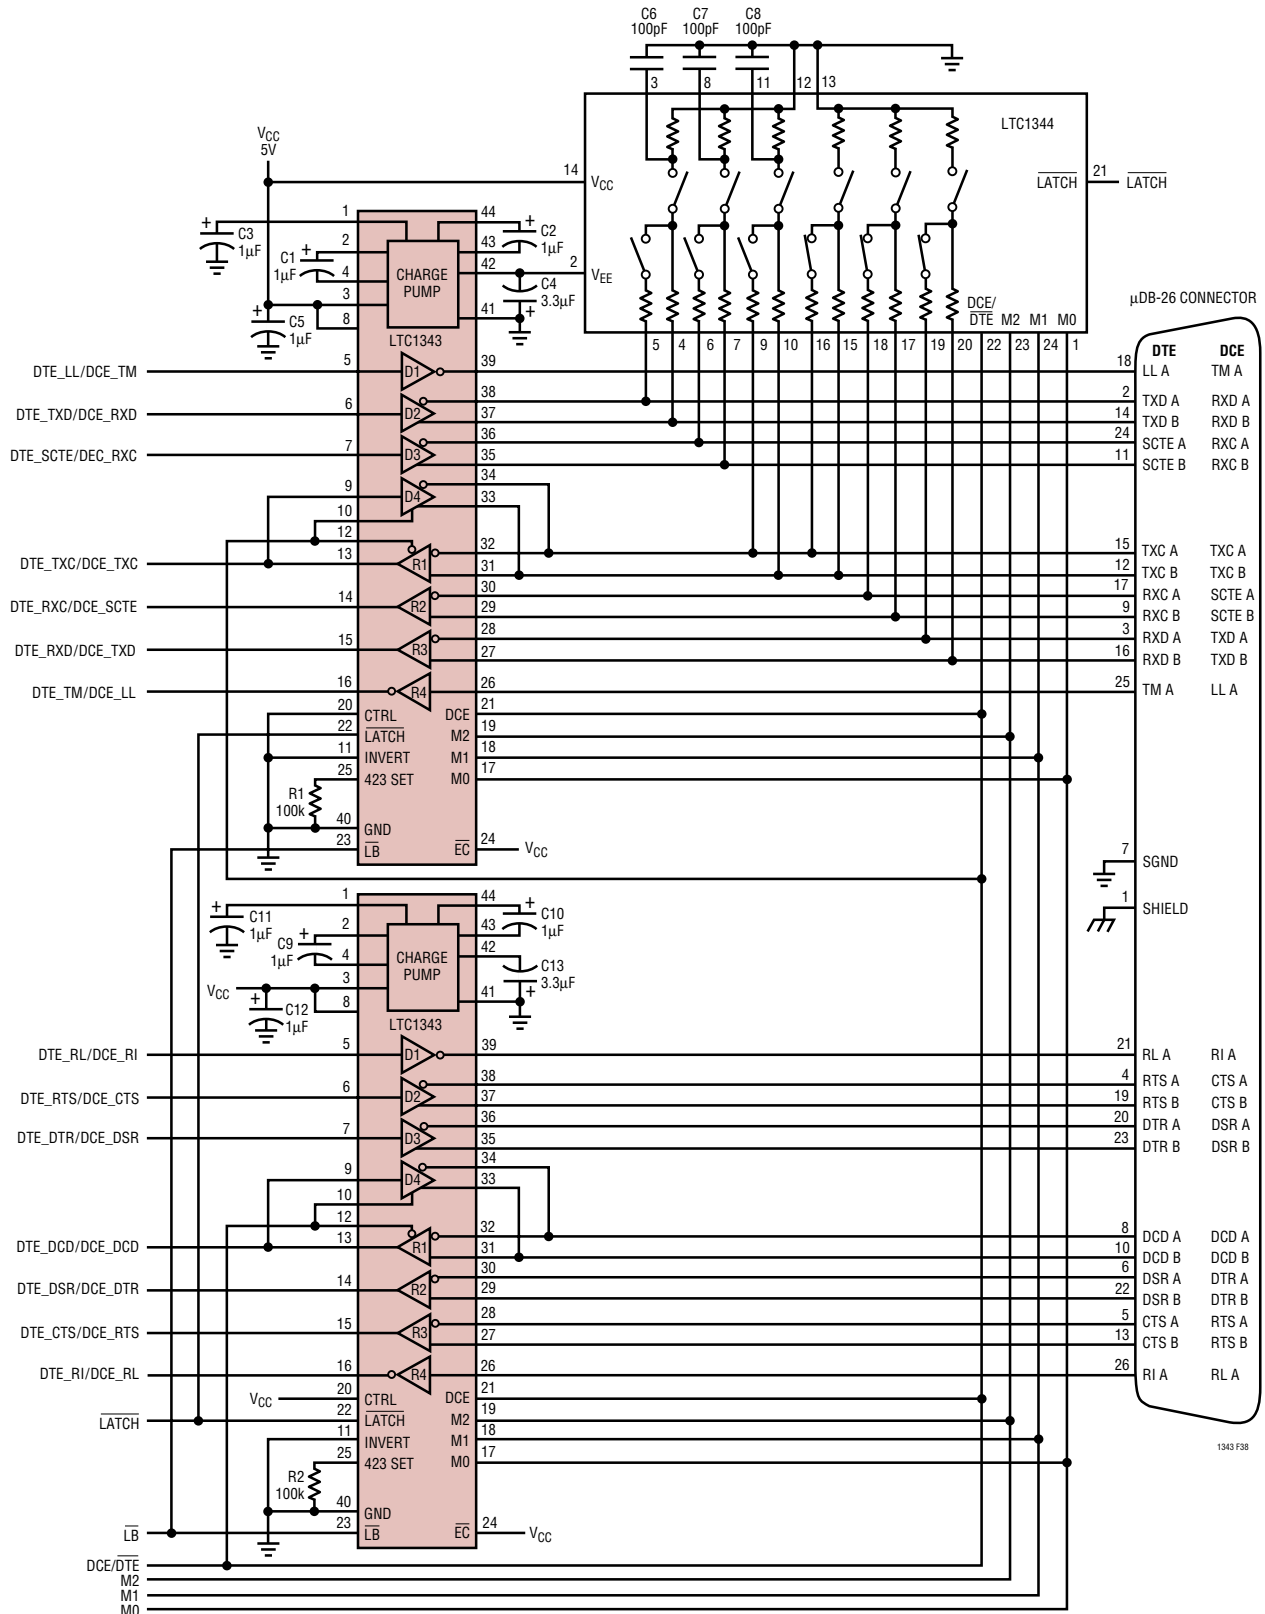 C6
100pF
C7
100pF
C8
100pF
3
8
11
12
13
LTC1344
VCC
5V
14
VCC
LATCH
21
LATCH
2
VEE
DCE/
DTE M2 M1 M0
5 4 6 7 9 10 16 15 18 17 19 20 22 23 24 1
1
44
+
C3
1µF
+
C2
1µF
2
43
C1
1µF
+
4
42
CHARGE
PUMP
C4
3.3µF
+
3
41
+
C5
1µF
8
LTC1343
µDB-26 CONNECTOR
DTE DCE
DTE_LL/DCE_TM
5
D1
39
18
LL A
TM A
DTE_TXD/DCE_RXD
6
D2
38
37
2
TXD A
RXD A
14
TXD B
RXD B
DTE_SCTE/DEC_RXC
7
D3
36
35
24
SCTE A
RXC A
11
SCTE B
RXC B
9
D4
34
33
10
12
DTE_TXC/DCE_TXC
13
R1
32
31
15
TXC A
TXC A
12
TXC B
TXC B
DTE_RXC/DCE_SCTE
14
R2
30
29
17
RXC A
SCTE A
9
RXC B
SCTE B
DTE_RXD/DCE_TXD
15
R3
28
27
3
RXD A
TXD A
16
RXD B
TXD B
DTE_TM/DCE_LL
16
R4
26
25
TM A
LL A
20
CTRL
DCE
21
22
LATCH
M2
19
11
INVERT
M1
18
25
423 SET
M0
17
R1
100k
40
GND
23
LB
EC
24
VCC
7
SGND
1
SHIELD
1
44
+
C11
1µF
+
C10
1µF
2
43
C9
1µF
+
4
42
CHARGE
PUMP
C13
3.3µF
+
VCC
3
41
+
C12
1µF
8
LTC1343
DTE_RL/DCE_RI
5
D1
39
21
RL A
RI A
DTE_RTS/DCE_CTS
6
D2
38
37
4
RTS A
CTS A
19
RTS B
CTS B
DTE_DTR/DCE_DSR
7
D3
36
35
20
DTR A
DSR A
23
DTR B
DSR B
9
D4
34
33
10
12
DTE_DCD/DCE_DCD
13
R1
32
31
8
DCD A
DCD A
10
DCD B
DCD B
DTE_DSR/DCE_DTR
14
R2
30
29
6
DSR A
DTR A
22
DSR B
DTR B
DTE_CTS/DCE_RTS
15
R3
28
27
5
CTS A
RTS A
13
CTS B
RTS B
DTE_RI/DCE_RL
16
R4
26
26
RI A
RL A
VCC
20
CTRL
DCE
21
LATCH
22
LATCH
M2
19
11
INVERT
M1
18
25
423 SET
M0
17
R2
100k
40
GND
LB
23
LB
EC
24
VCC
1343 F38
DCE/DTE
M2
M1
M0